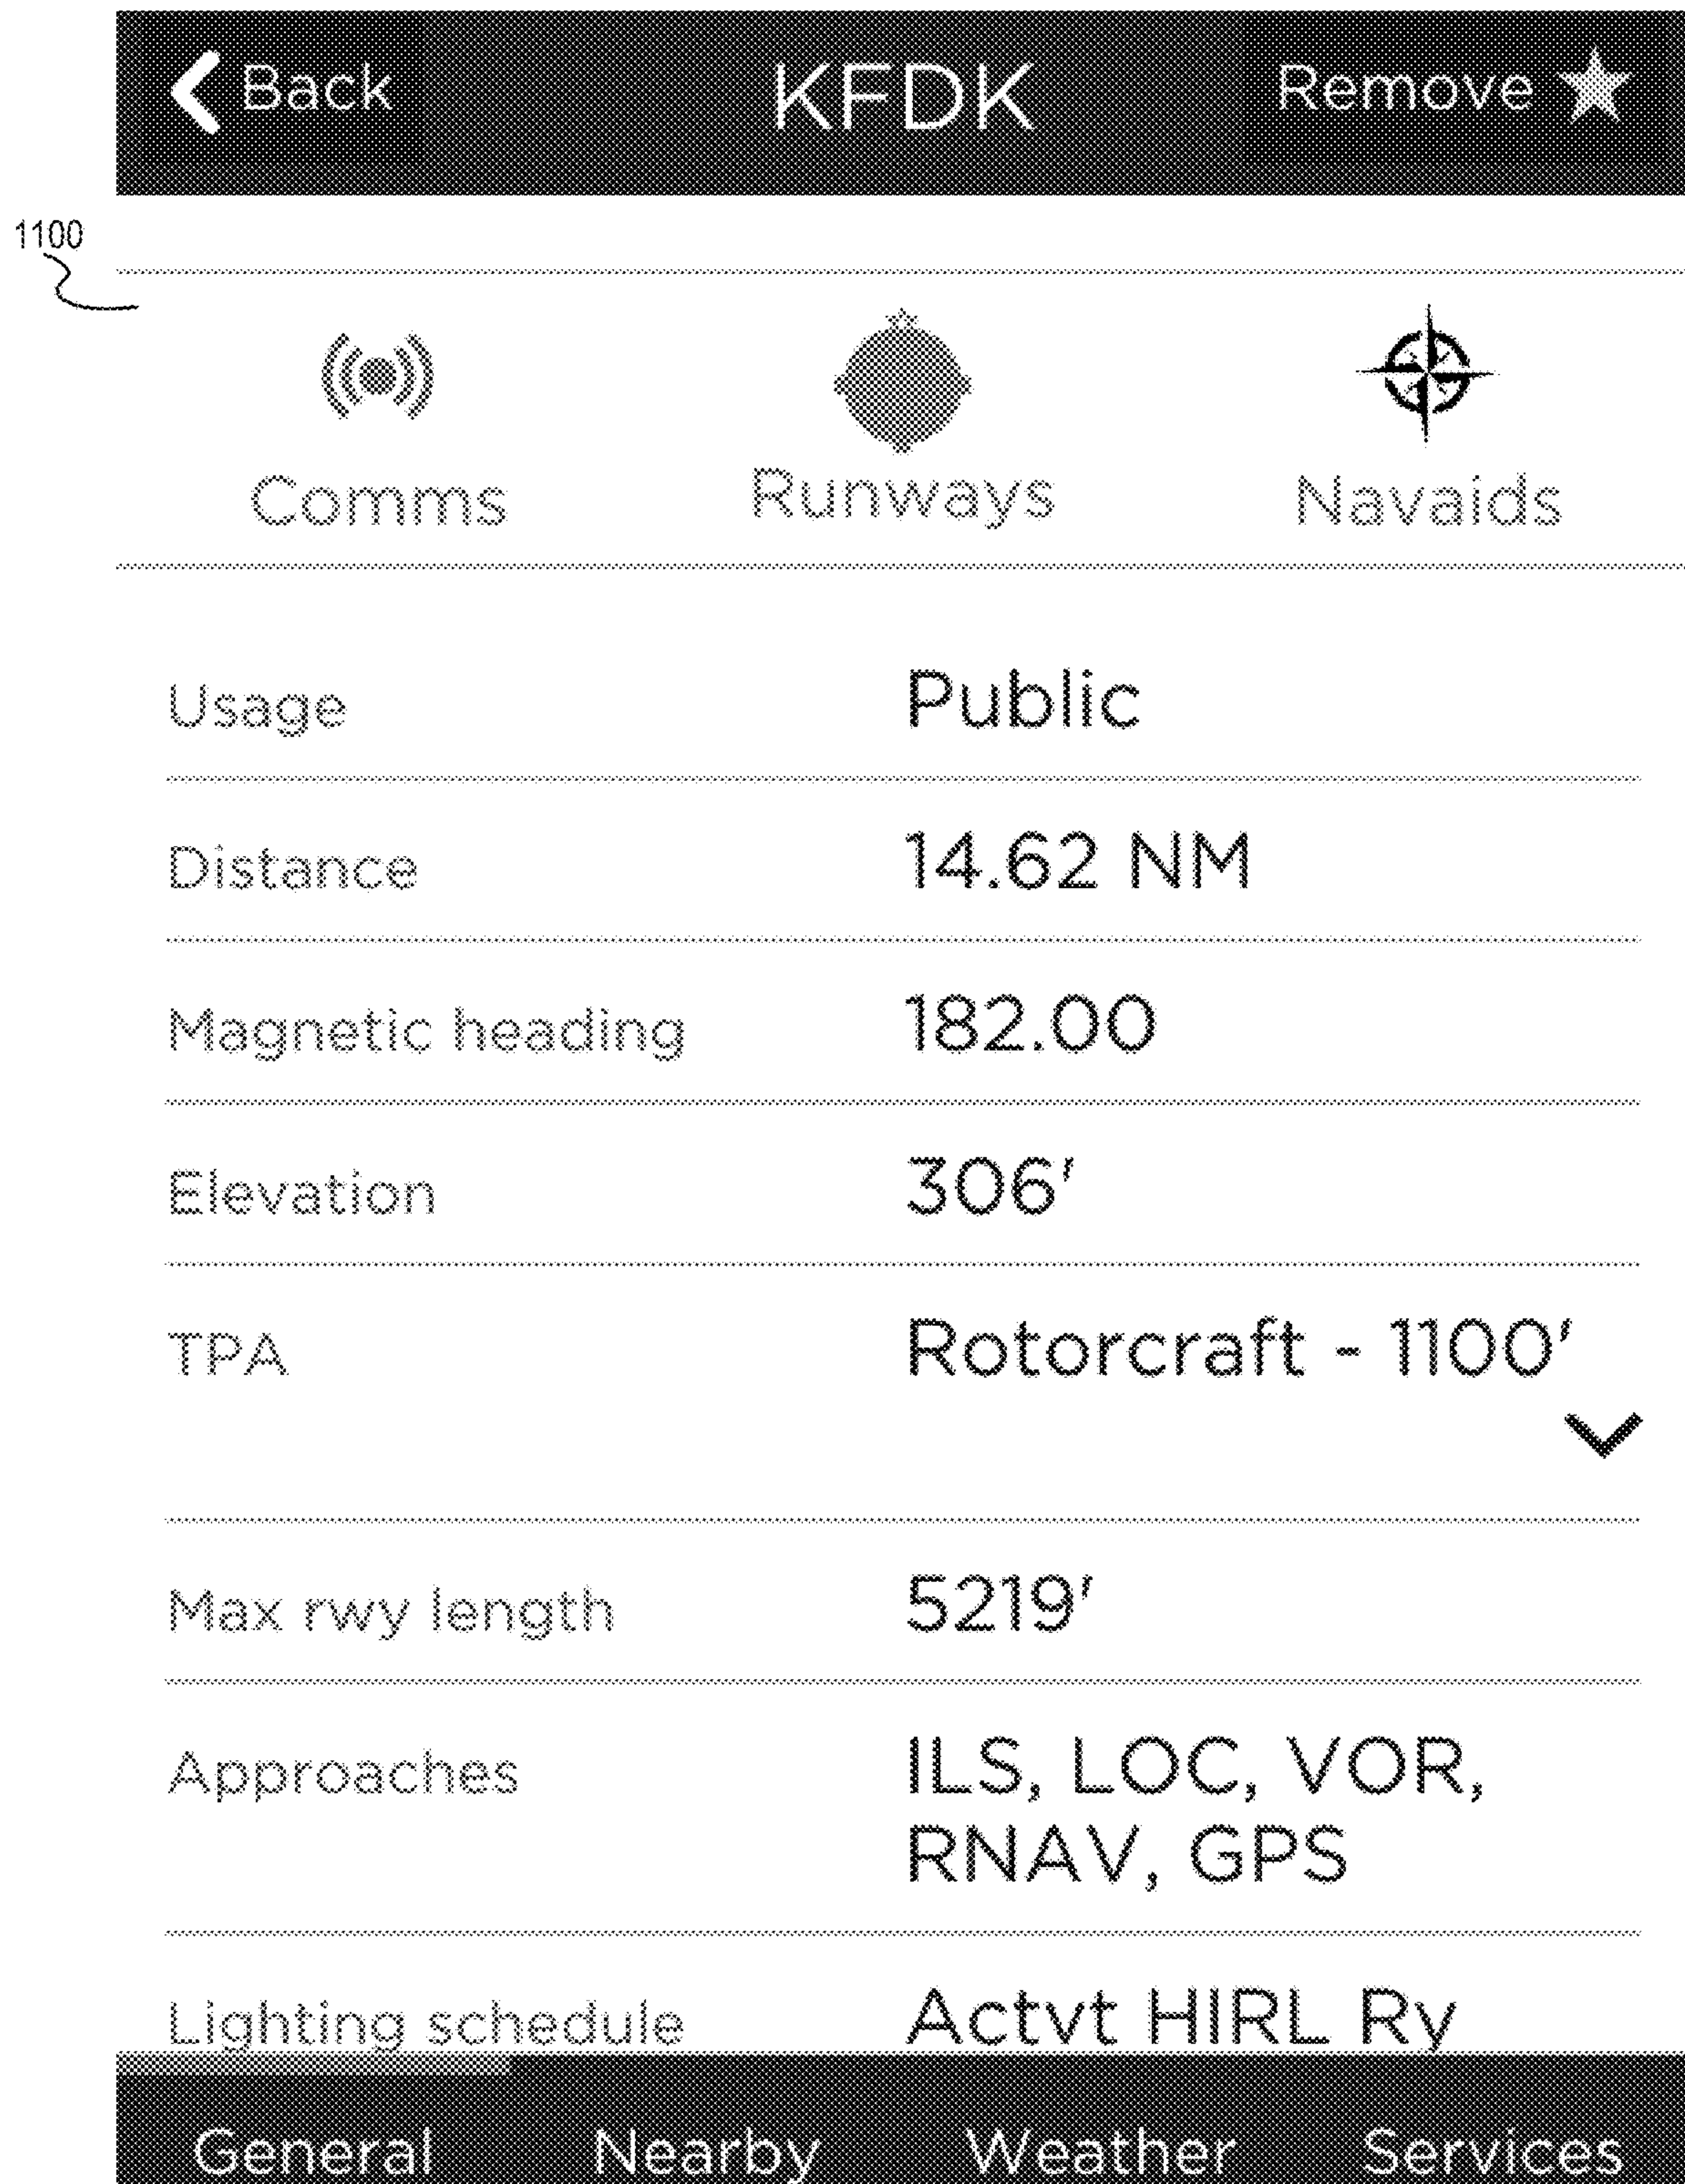 Back KFDK Remove
1100
Comms Runways Navaids
Usage Public
Distance 14.62 NM
Magnetic heading 182.00
Elevation 306'
TPA Rotorcraft - 1100'
Max rwy length 5219'
Approaches ILS, LOC, VOR,
RNAV, GPS
Lighting schedule Actvt HIRL Ry
General Nearby Weather Services